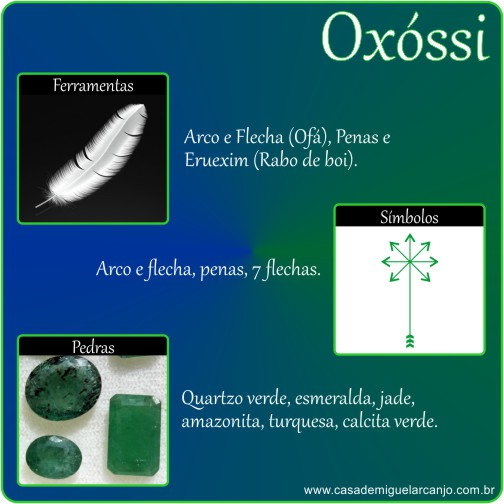 Oxóssi
Ferramentas
Arco e Flecha (Ofá), Penas e
Eruexim (Rabo de boi).
Símbolos
Arco e flecha, penas, 7 flechas.
Pedras
Quartzo verde, esmeralda, jade,
amazonita, turquesa, calcita verde.
www.casademiguelarcanjo.com.br